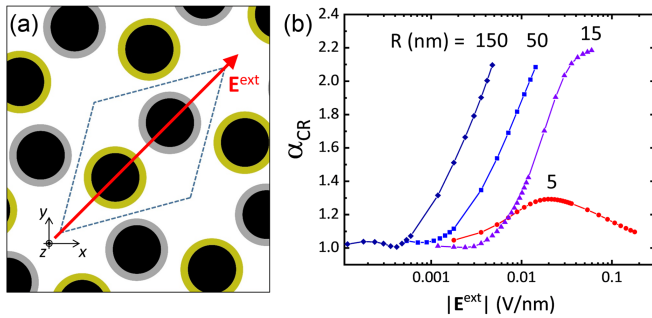 (a)
E^ext
y
z
x
(b)
R (nm) = 150
50
15
5
α_CR
2.4
2.2
2.0
1.8
1.6
1.4
1.2
1.0
0.001
0.01
0.1
|E^ext| (V/nm)